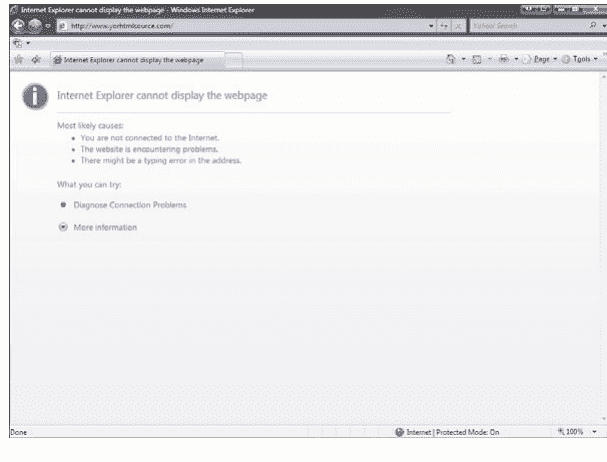 Internet Explorer cannot display the webpage - Windows Internet Explorer
http://www.yorhtmlsource.com/
Yahoo! Search
Internet Explorer cannot display the webpage
Page
Tools
Internet Explorer cannot display the webpage
Most likely causes:
You are not connected to the Internet.
The website is encountering problems.
There might be a typing error in the address.
What you can try:
Diagnose Connection Problems
More information
Done
Internet | Protected Mode: On
100%